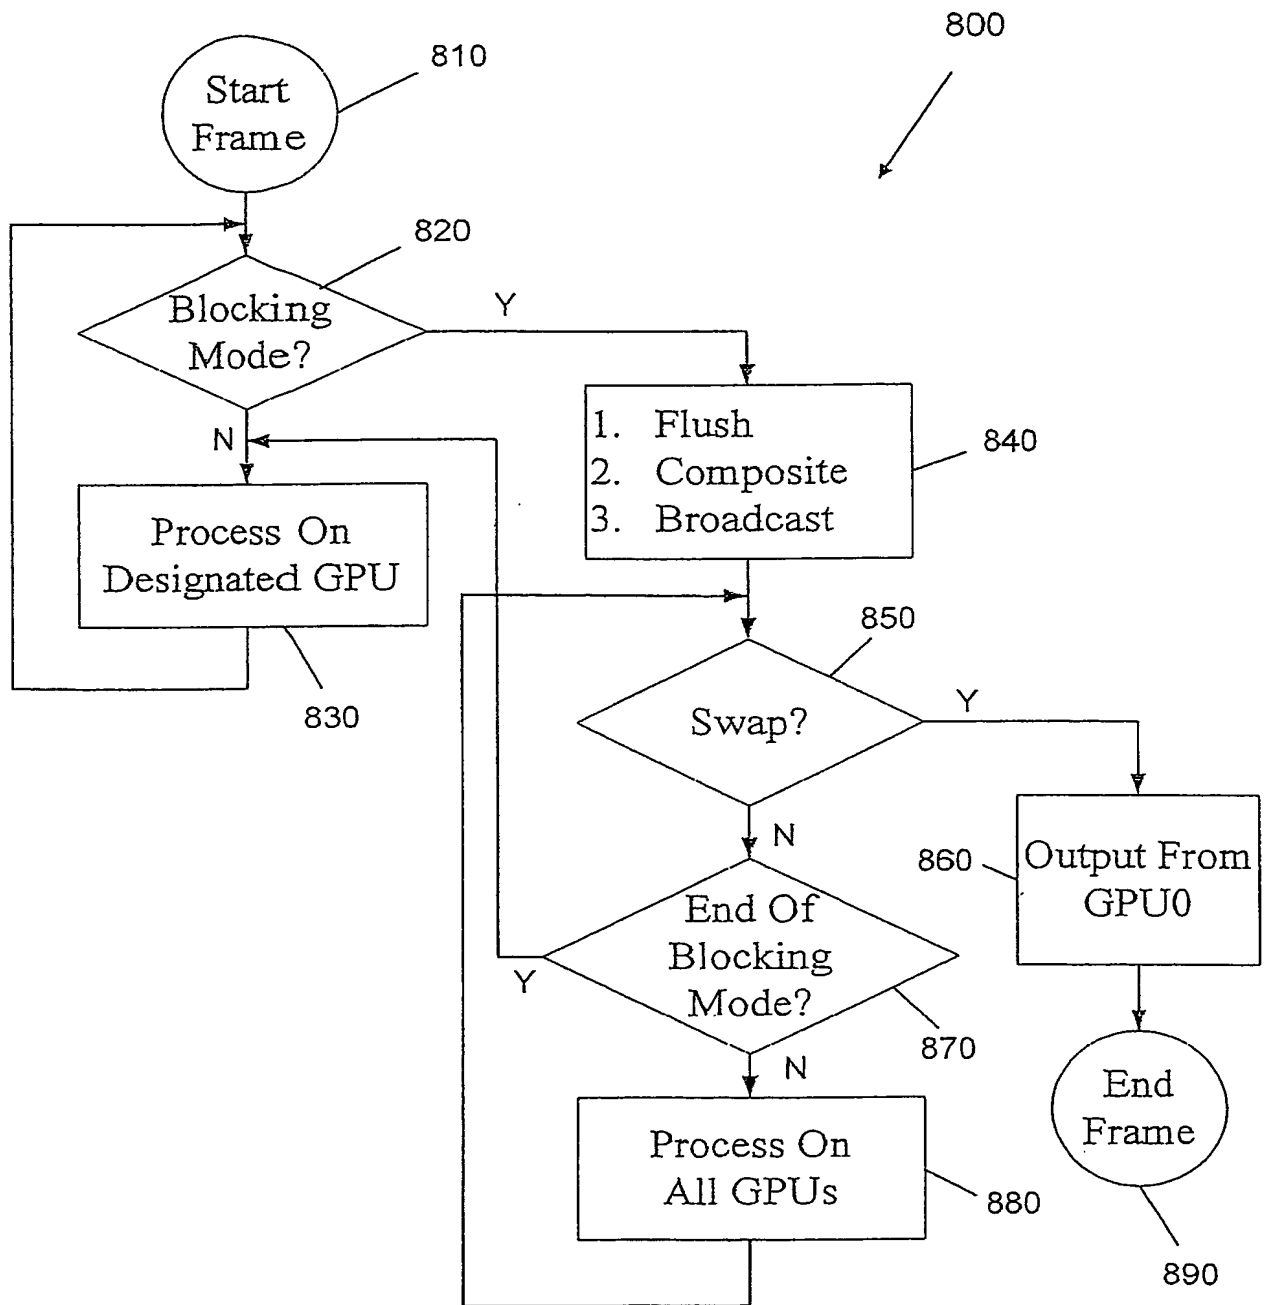 800
810
Start
Frame
820
Blocking
Mode?
Y
N
1. Flush
2. Composite
3. Broadcast
840
Process On
Designated GPU
830
850
Swap?
Y
N
860
Output From
GPU0
End Of
Blocking
Mode?
Y
870
N
End
Frame
Process On
All GPUs
880
890